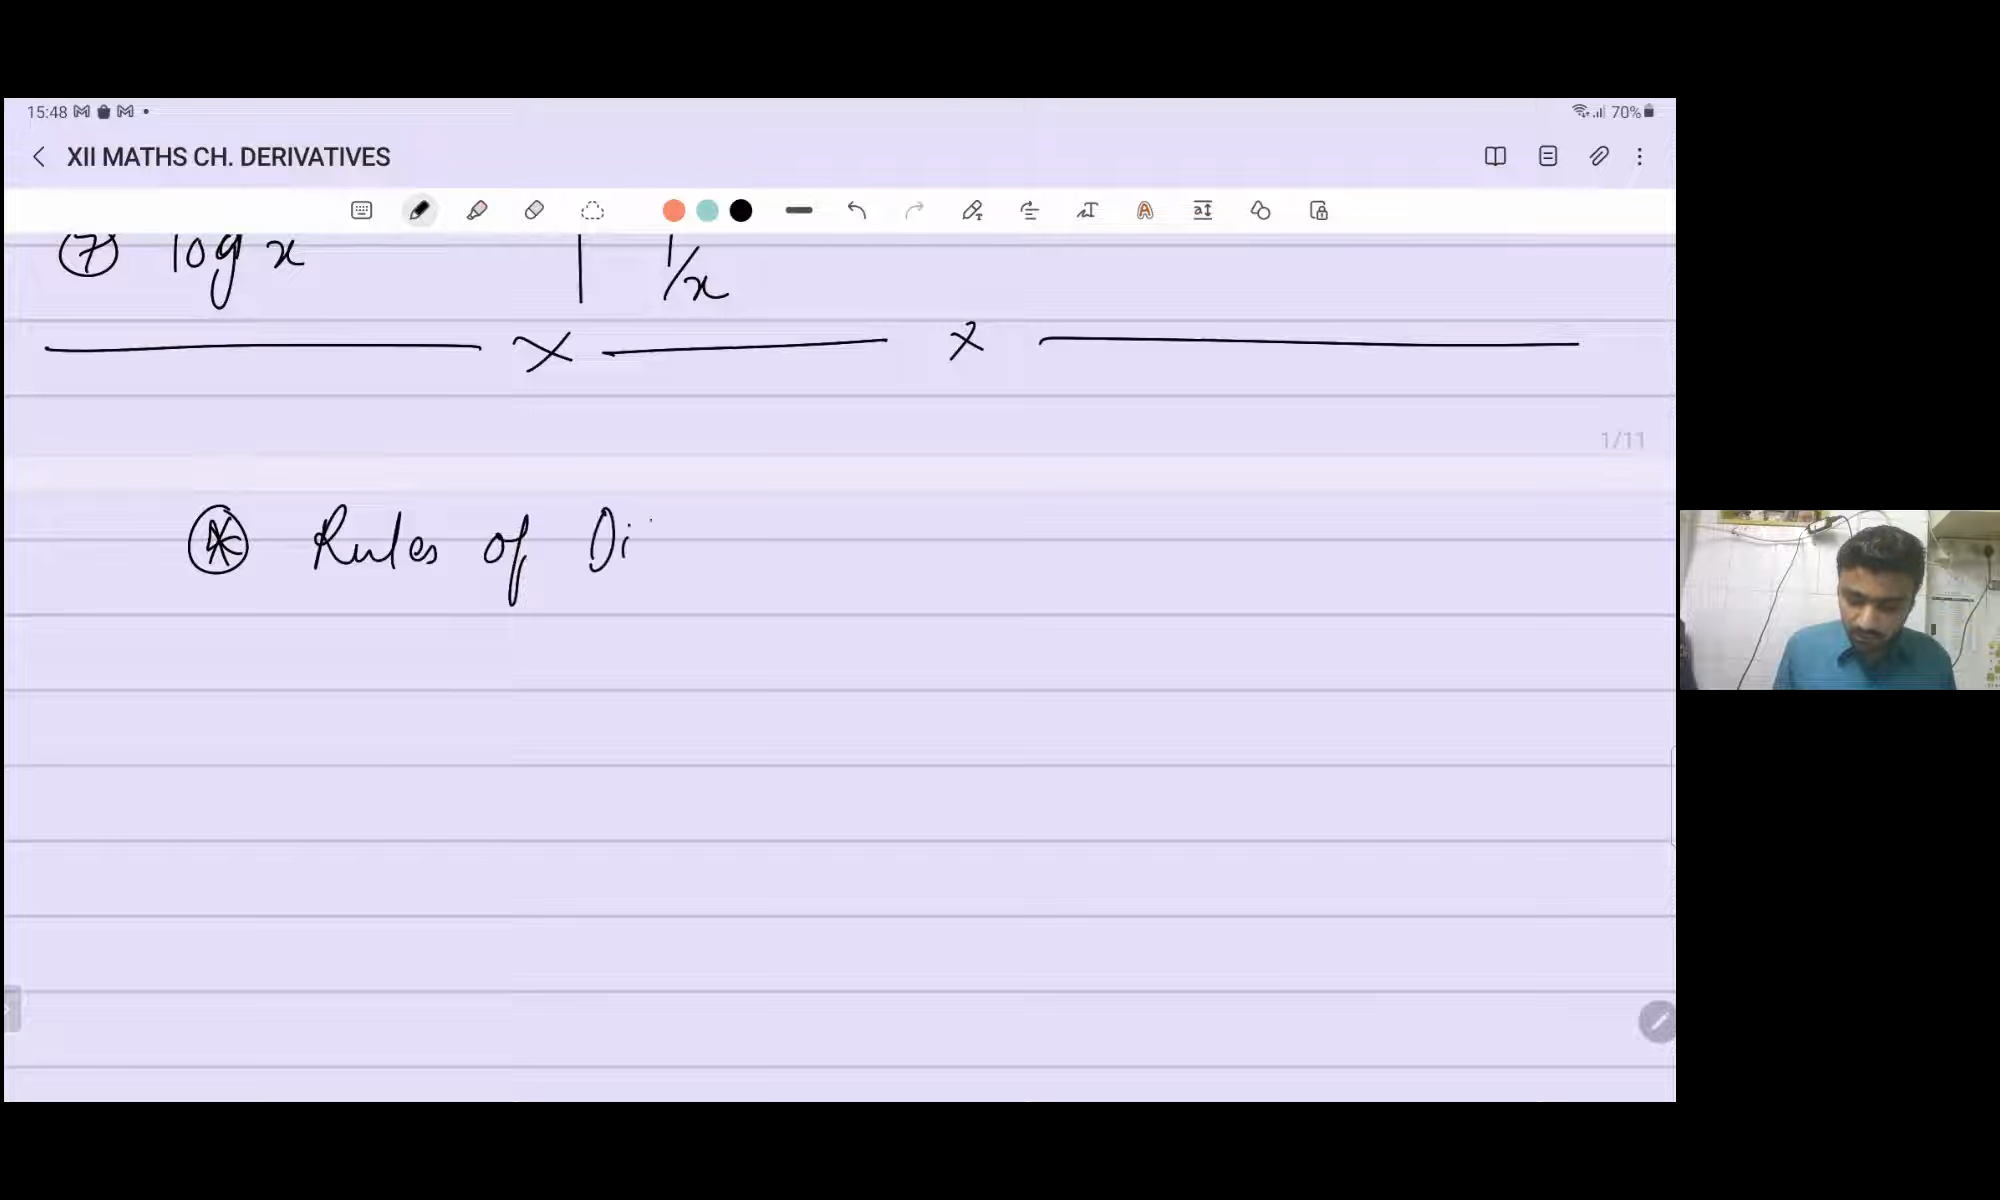 15:48 70%
XII MATHS CH. DERIVATIVES
7 log x | 1/x
x x
1/11
Rules of Di